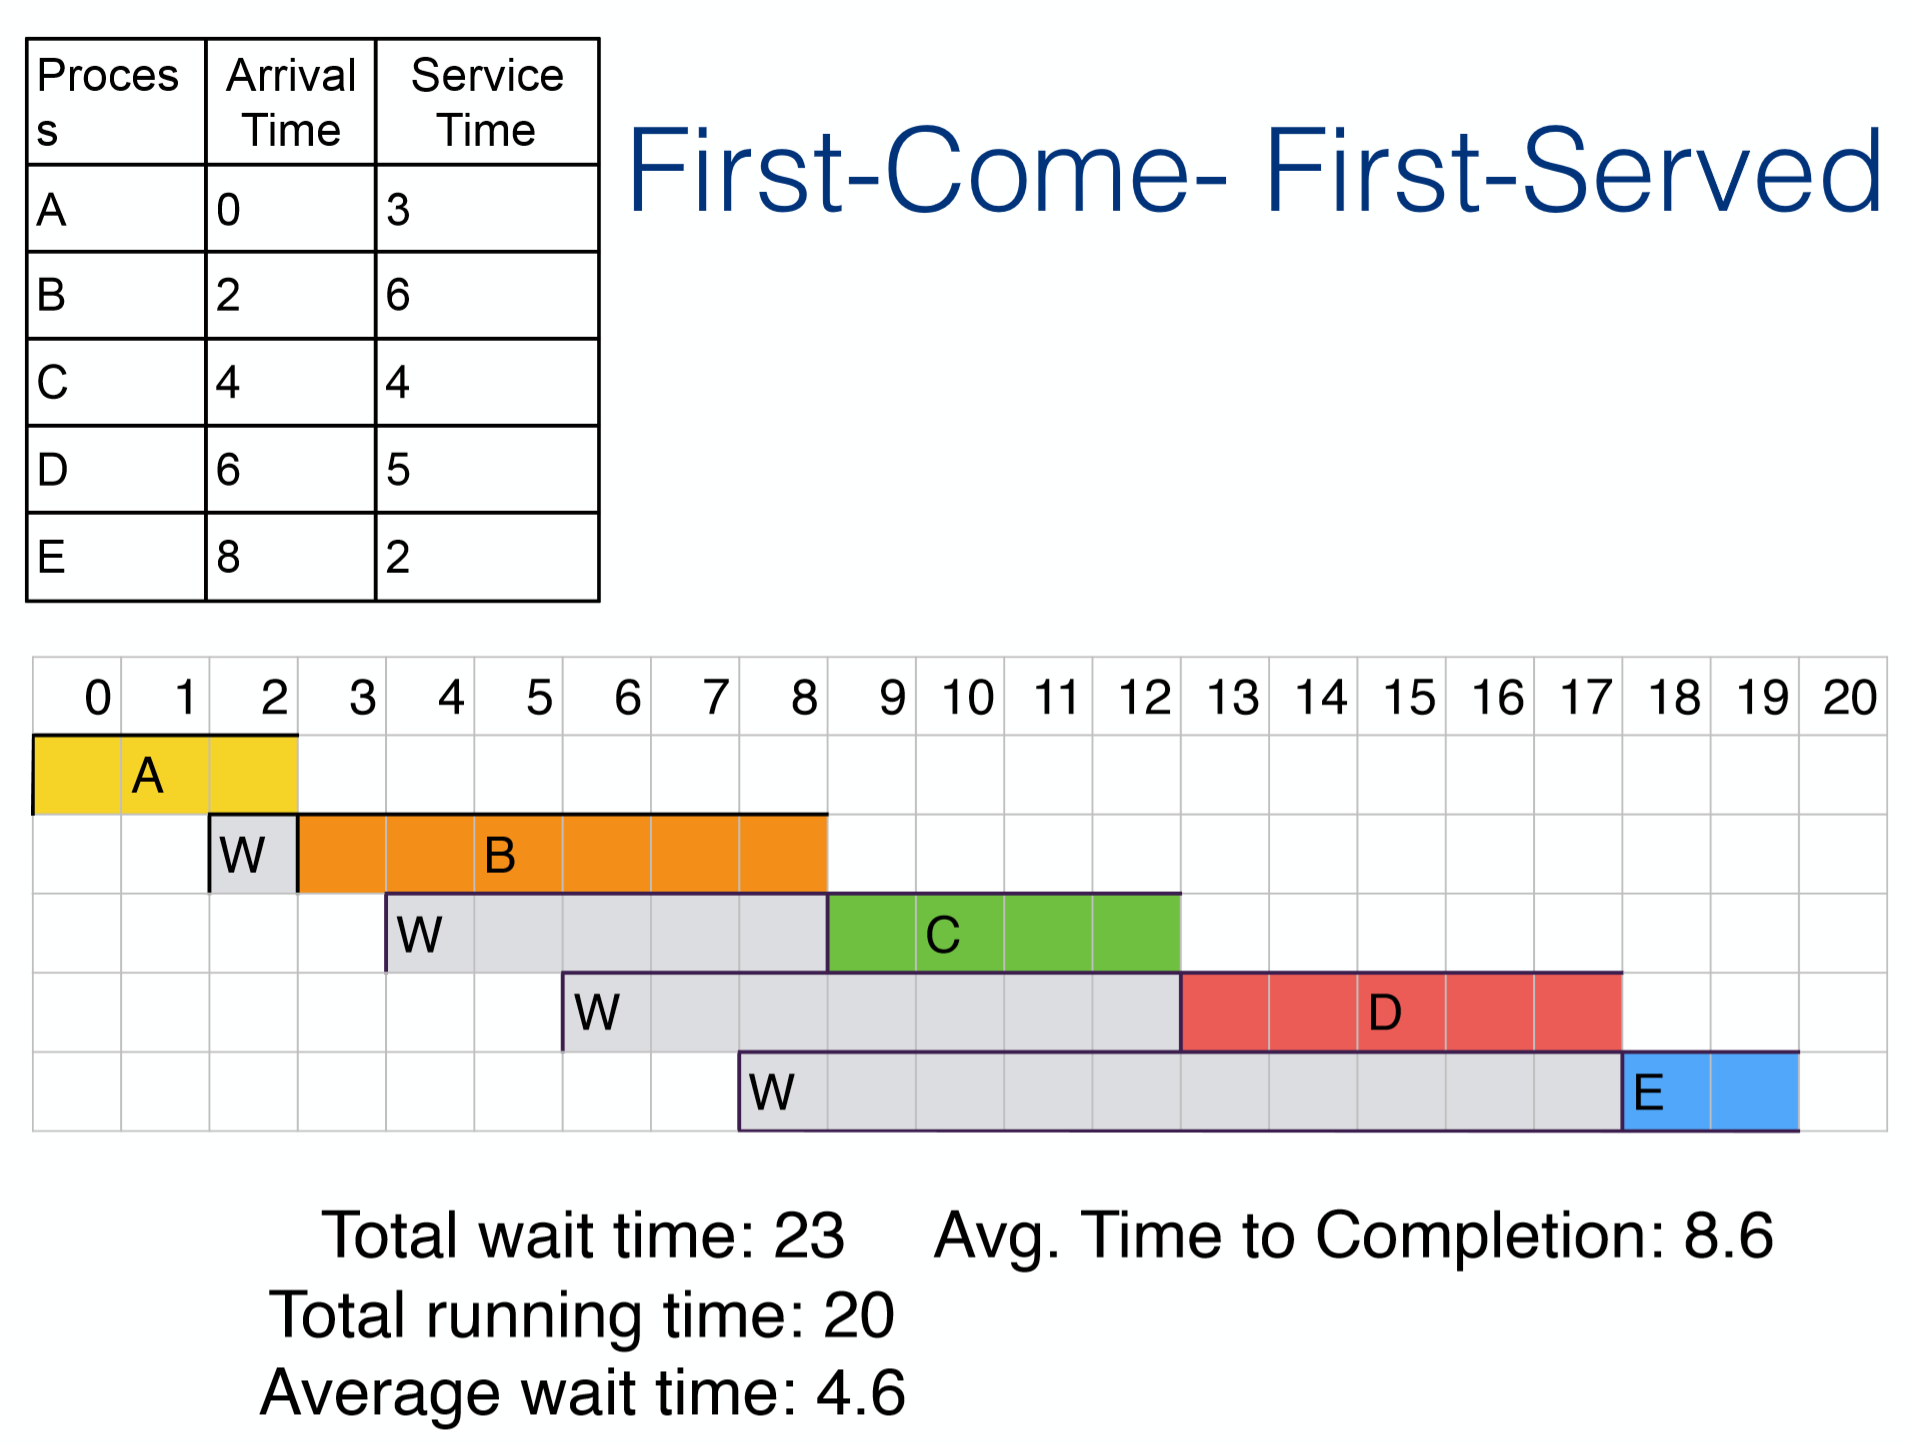 Proces
s
Arrival
Time
Service
Time
A 0 3
B 2 6
C 4 4
D 6 5
E 8 2
First-Come- First-Served
0 1 2 3 4 5 6 7 8 9 10 11 12 13 14 15 16 17 18 19 20
A
W B
W C
W D
W E
Total wait time: 23
Avg. Time to Completion: 8.6
Total running time: 20
Average wait time: 4.6